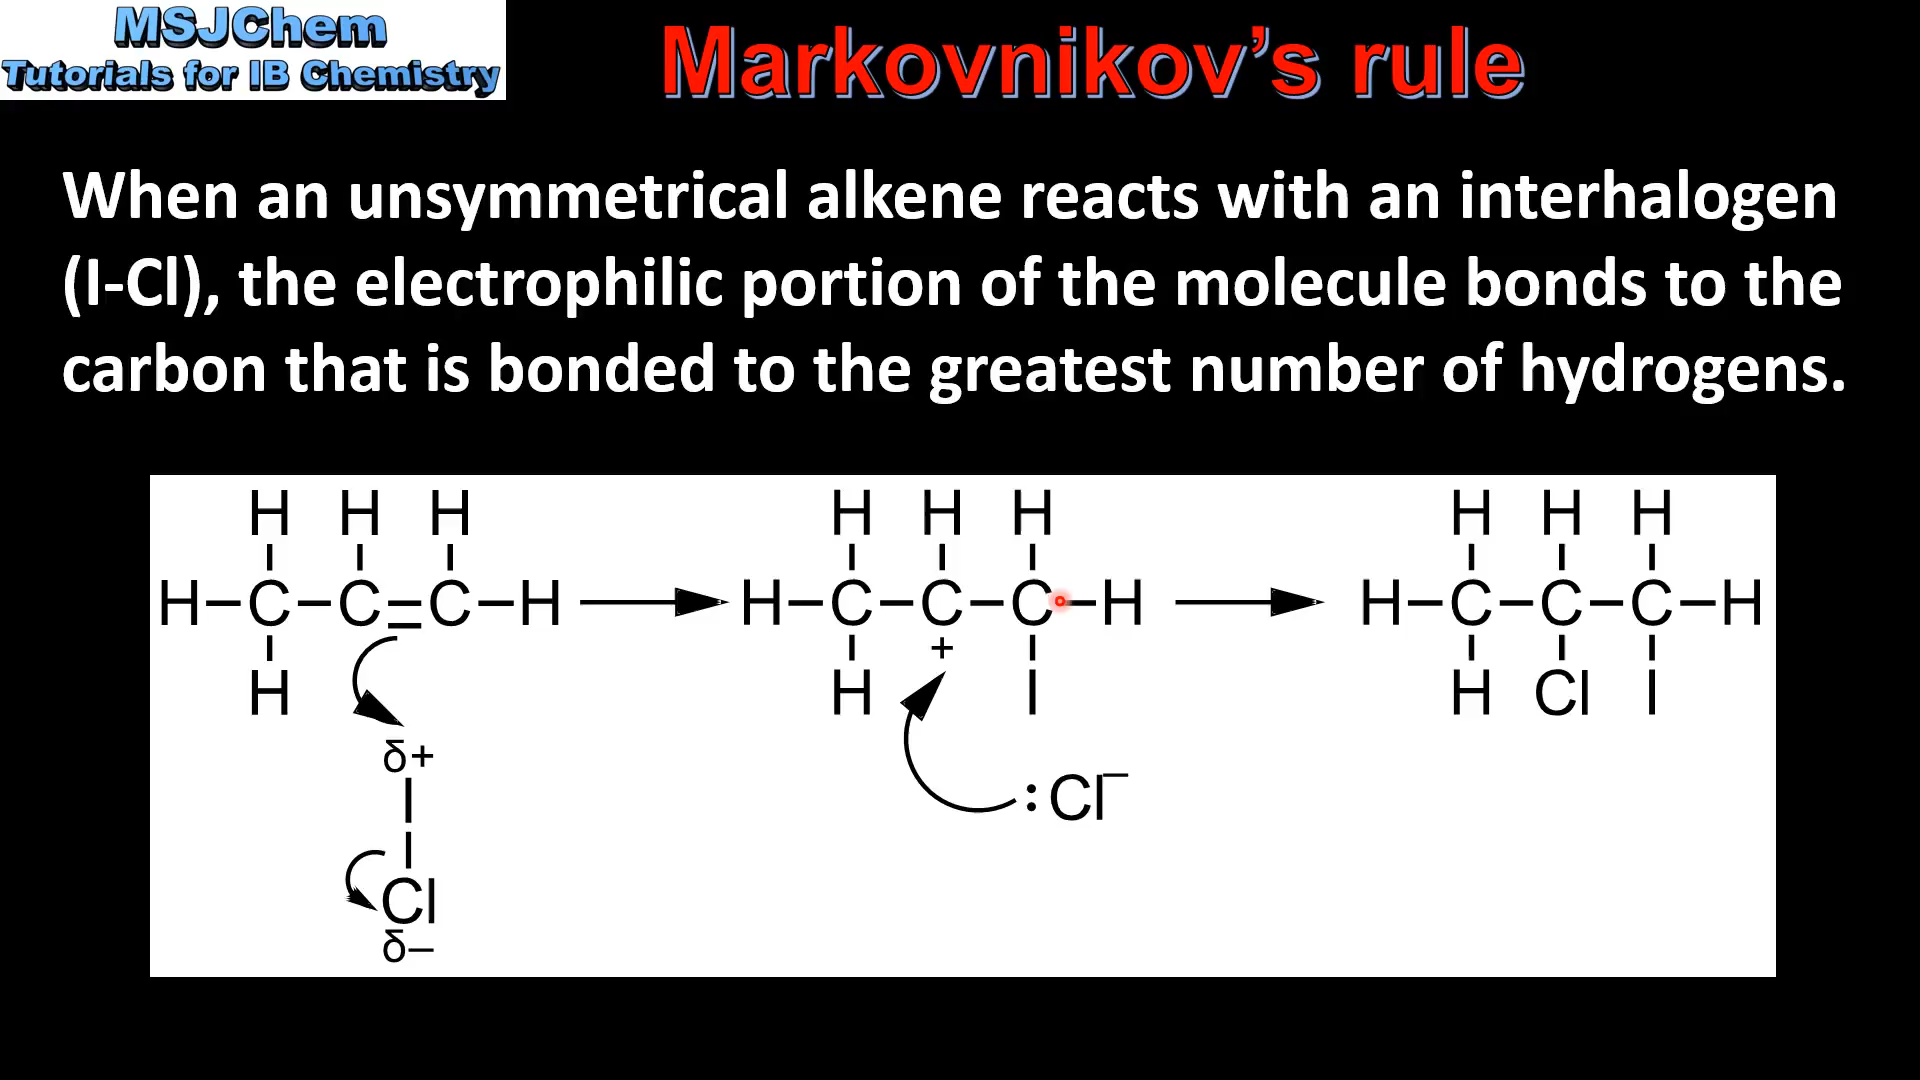 MSJChem
Tutorials for IB Chemistry
Markovnikov's rule
When an unsymmetrical alkene reacts with an interhalogen
(I-Cl), the electrophilic portion of the molecule bonds to the
carbon that is bonded to the greatest number of hydrogens.
H H H H H H H H H
H–C–C=C–H H–C–C–C–H H–C–C–C–H
+
H H I H Cl I
δ+
I
:Cl–
Cl
δ–